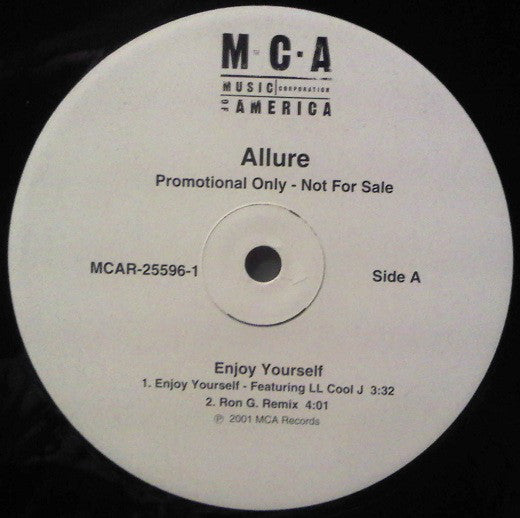 M·C·A
MUSIC CORPORATION
OF AMERICA
Allure
Promotional Only - Not For Sale
MCAR-25596-1
Side A
Enjoy Yourself
1. Enjoy Yourself - Featuring LL Cool J 3:32
2. Ron G. Remix 4:01
℗ 2001 MCA Records